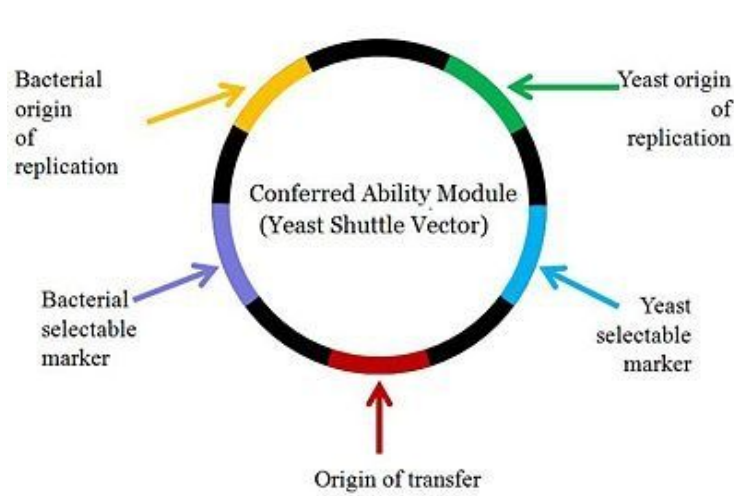 Bacterial
origin
of
replication
Yeast origin
of
replication
Conferred Ability Module
(Yeast Shuttle Vector)
Bacterial
selectable
marker
Yeast
selectable
marker
Origin of transfer